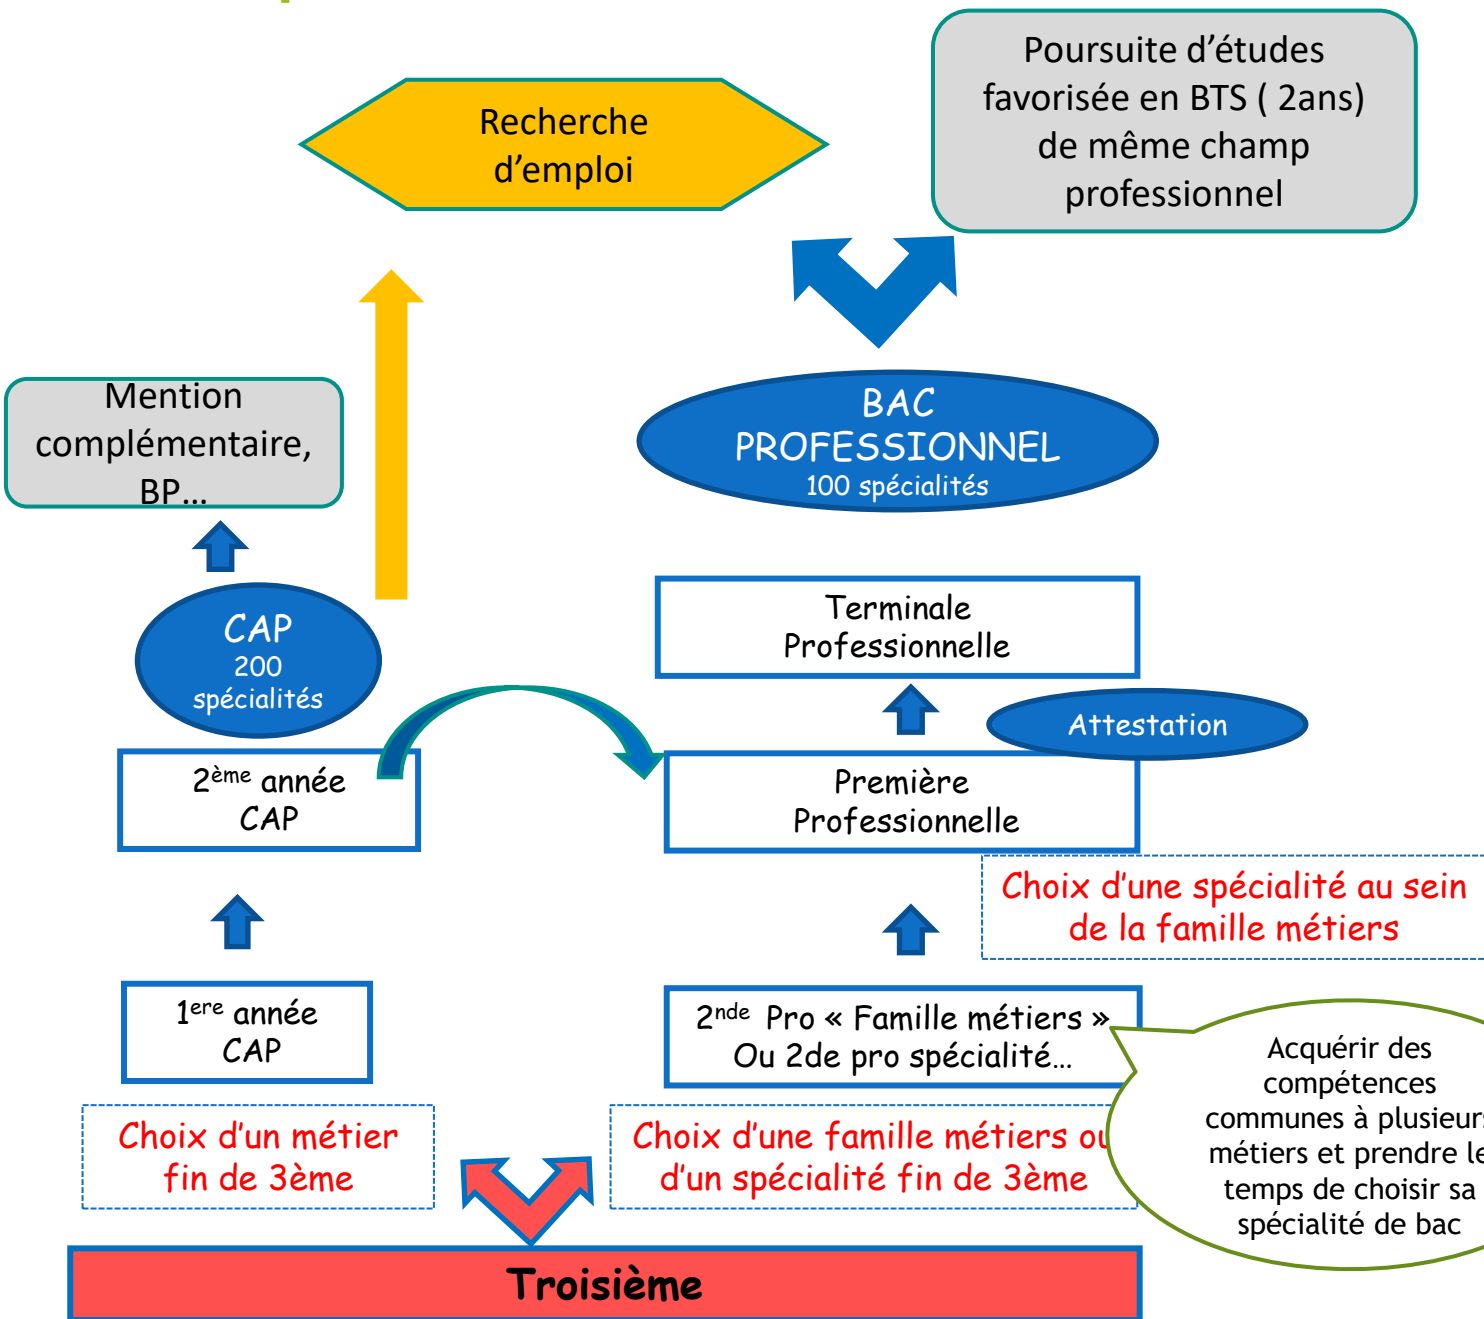 Poursuite d’études
favorisée en BTS ( 2ans)
de même champ
professionnel
Recherche
d’emploi
Mention
complémentaire,
BP…
BAC
PROFESSIONNEL
100 spécialités
CAP
200
spécialités
Terminale
Professionnelle
Attestation
2ème année
CAP
Première
Professionnelle
Choix d’une spécialité au sein
de la famille métiers
1ere année
CAP
2nde Pro « Famille métiers »
Ou 2de pro spécialité…
Acquérir des
compétences
communes à plusieurs
métiers et prendre le
temps de choisir sa
spécialité de bac
Choix d’un métier
fin de 3ème
Choix d’une famille métiers ou
d’un spécialité fin de 3ème
Troisième